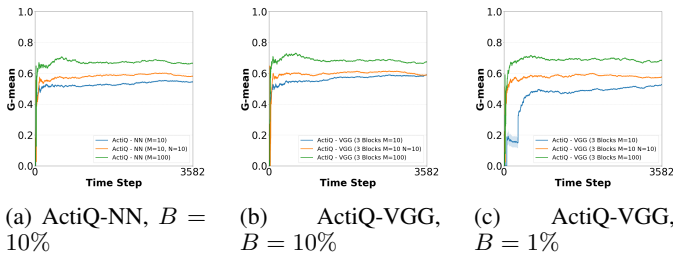 1.0
0.8
0.6
0.4
0.2
0.0
G-mean
ActiQ - NN (M=10)
ActiQ - NN (M=10, N=10)
ActiQ - NN (M=100)
0
3582
Time Step
1.0
0.8
0.6
0.4
0.2
0.0
G-mean
ActiQ - VGG (3 Blocks M=10)
ActiQ - VGG (3 Blocks M=10 N=10)
ActiQ - VGG (3 Blocks M=100)
0
3582
Time Step
1.0
0.8
0.6
0.4
0.2
0.0
G-mean
ActiQ - VGG (3 Blocks M=10)
ActiQ - VGG (3 Blocks M=10 N=10)
ActiQ - VGG (3 Blocks M=100)
0
3582
Time Step
(a) ActiQ-NN, B =
10%
(b) ActiQ-VGG,
B = 10%
(c) ActiQ-VGG,
B = 1%